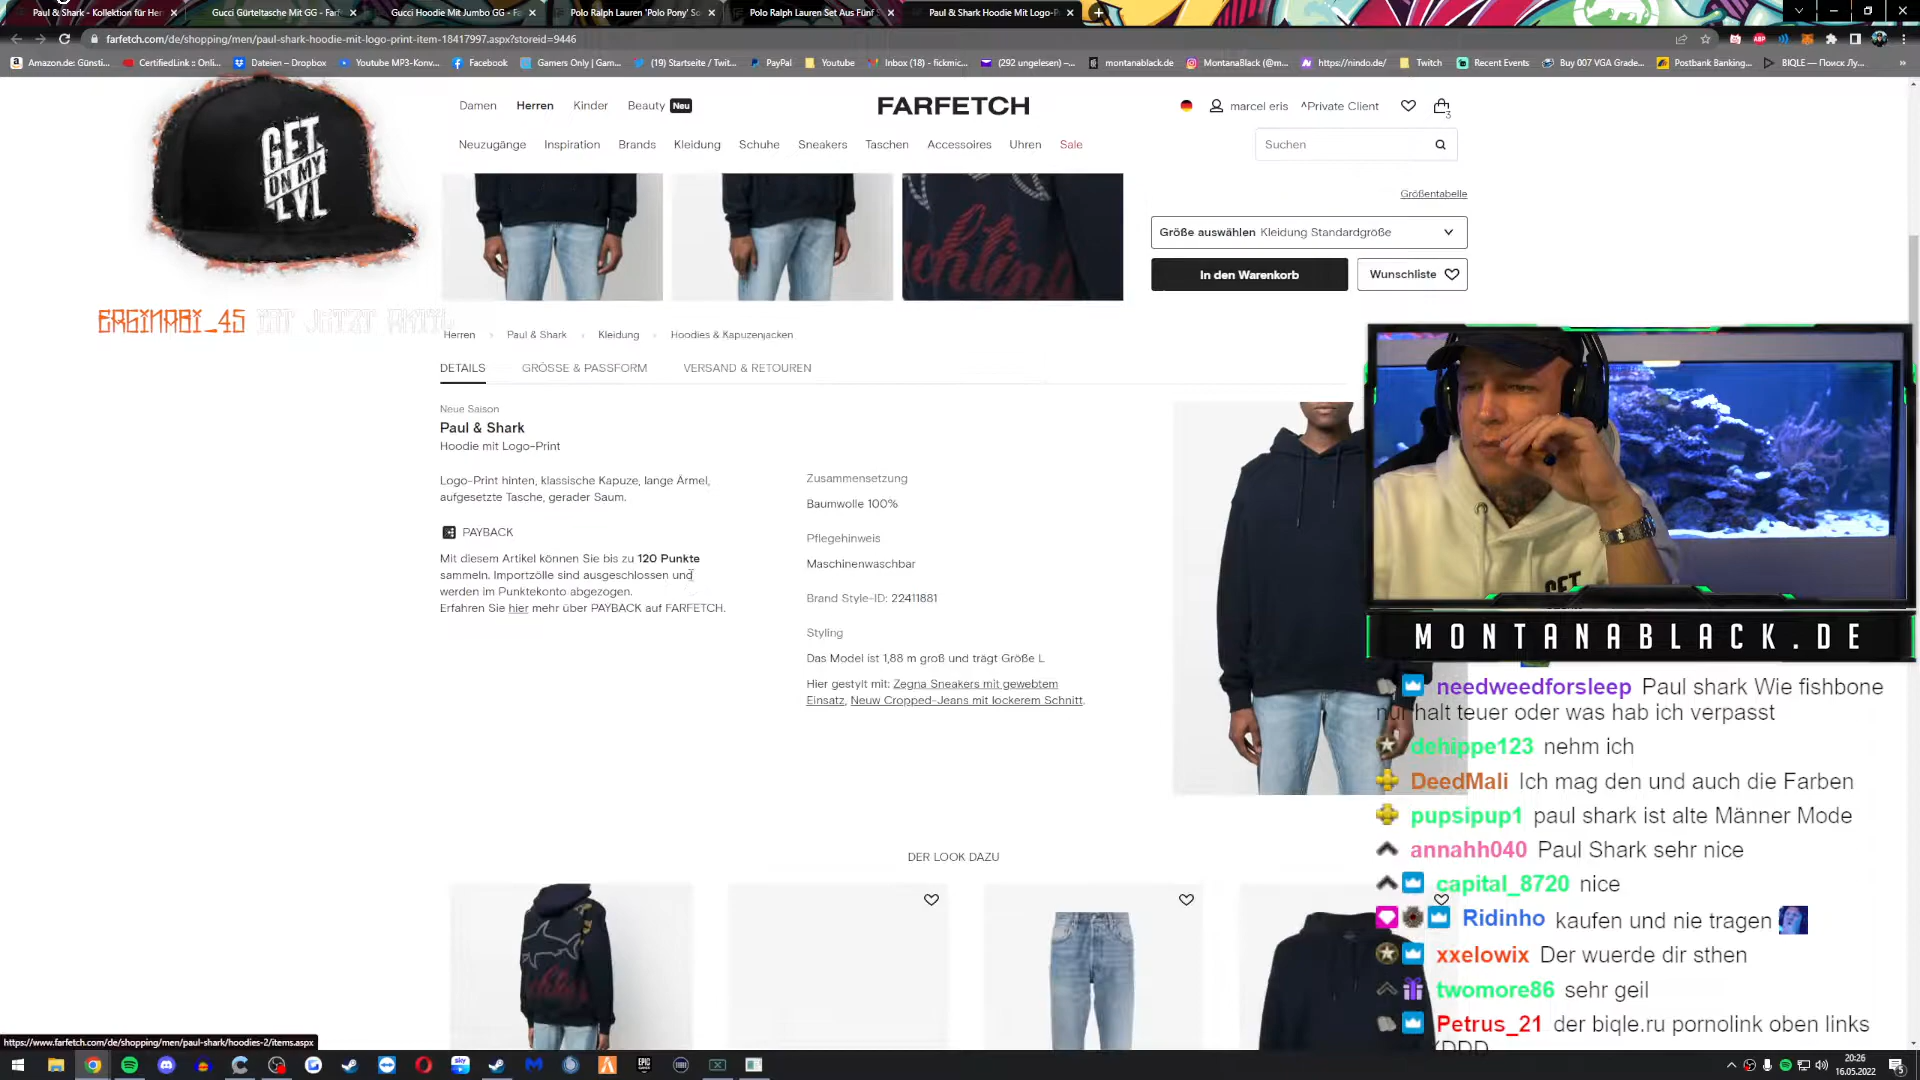 Paul & Shark - Kollektion für Her
Gucci Gürteltasche Mit GG - Farf
Gucci Hoodie Mit Jumbo GG - Fa
Polo Ralph Lauren 'Polo Pony' So
Polo Ralph Lauren Set Aus Fünf S
Paul & Shark Hoodie Mit Logo-P
farfetch.com/de/shopping/men/paul-shark-hoodie-mit-logo-print-item-18417997.aspx?storeid=9446
Amazon.de: Günsti...
CertifiedLink :: Onli...
Dateien – Dropbox
Youtube MP3-Konv...
Facebook
Gamers Only | Gam...
(19) Startseite / Twit...
PayPal
Youtube
Inbox (18) - fickmic...
(292 ungelesen) –...
montanablack.de
MontanaBlack (@m...
https://nindo.de/
Twitch
Recent Events
Buy 007 VGA Grade...
Postbank Banking...
BIQLE — Поиск Лу...
»
Damen Herren Kinder Beauty Neu
FARFETCH
marcel eris ^Private Client 3
Neuzugänge Inspiration Brands Kleidung Schuhe Sneakers Taschen Accessoires Uhren Sale
Suchen
GET
ON MY
LVL
Größentabelle
Größe auswählen Kleidung Standardgröße
In den Warenkorb
Wunschliste
ERGINABI_45 IST JETZT
Herren Paul & Shark Kleidung Hoodies & Kapuzenjacken
DETAILS GRÖSSE & PASSFORM VERSAND & RETOUREN
Neue Saison
Paul & Shark
Hoodie mit Logo-Print
Logo-Print hinten, klassische Kapuze, lange Ärmel,
aufgesetzte Tasche, gerader Saum.
PAYBACK
Mit diesem Artikel können Sie bis zu 120 Punkte
sammeln. Importzölle sind ausgeschlossen und
werden im Punktekonto abgezogen.
Erfahren Sie hier mehr über PAYBACK auf FARFETCH.
Zusammensetzung
Baumwolle 100%
Pflegehinweis
Maschinenwaschbar
Brand Style-ID: 22411881
Styling
Das Model ist 1,88 m groß und trägt Größe L
Hier gestylt mit: Zegna Sneakers mit gewebtem
Einsatz, Neuw Cropped-Jeans mit lockerem Schnitt.
GET
MONTANABLACK.DE
needweedforsleep Paul shark Wie fishbone
nur halt teuer oder was hab ich verpasst
dehippe123 nehm ich
DeedMali Ich mag den und auch die Farben
pupsipup1 paul shark ist alte Männer Mode
annahh040 Paul Shark sehr nice
capital_8720 nice
Ridinho kaufen und nie tragen
xxelowix Der wuerde dir sthen
twomore86 sehr geil
Petrus_21 der biqle.ru pornolink oben links
XDDD
DER LOOK DAZU
https://www.farfetch.com/de/shopping/men/paul-shark/hoodies-2/items.aspx
sky
EPIC
20:26
16.05.2022
5